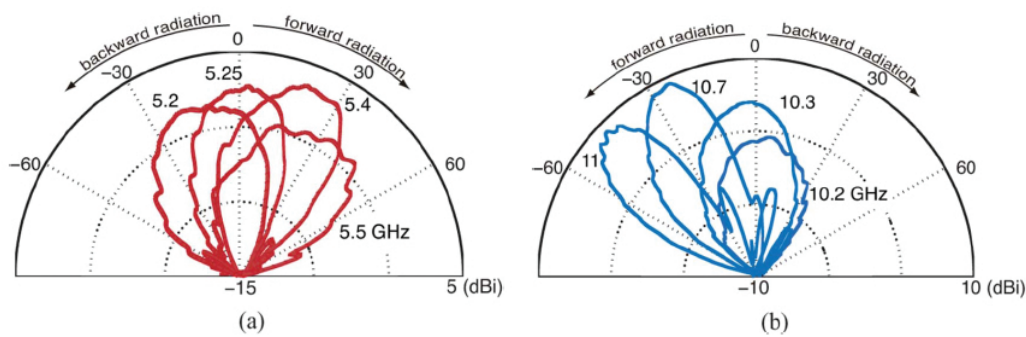 backward radiation
forward radiation
0
−30
30
5.2
5.25
5.4
−60
60
5.5 GHz
−15
5 (dBi)
(a)
forward radiation
backward radiation
0
−30
30
10.7
10.3
−60
11
60
10.2 GHz
−10
10 (dBi)
(b)